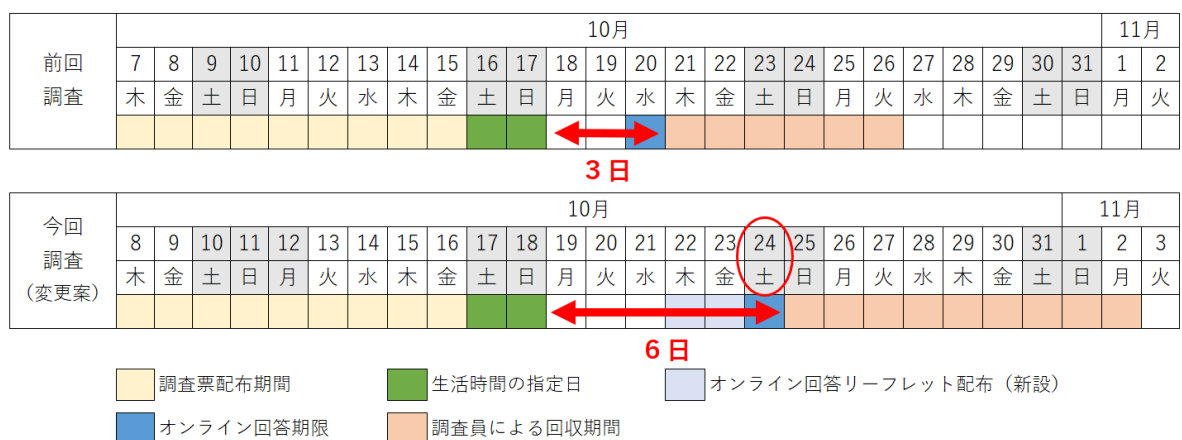 10月 11月
前回
調査
7 8 9 10 11 12 13 14 15 16 17 18 19 20 21 22 23 24 25 26 27 28 29 30 31 1 2
木 金 土 日 月 火 水 木 金 土 日 月 火 水 木 金 土 日 月 火 水 木 金 土 日 月 火
3日
10月 11月
今回
調査
(変更案)
8 9 10 11 12 13 14 15 16 17 18 19 20 21 22 23 24 25 26 27 28 29 30 31 1 2 3
木 金 土 日 月 火 水 木 金 土 日 月 火 水 木 金 土 日 月 火 水 木 金 土 日 月 火
6日
調査票配布期間 生活時間の指定日 オンライン回答リーフレット配布(新設)
オンライン回答期限 調査員による回収期間